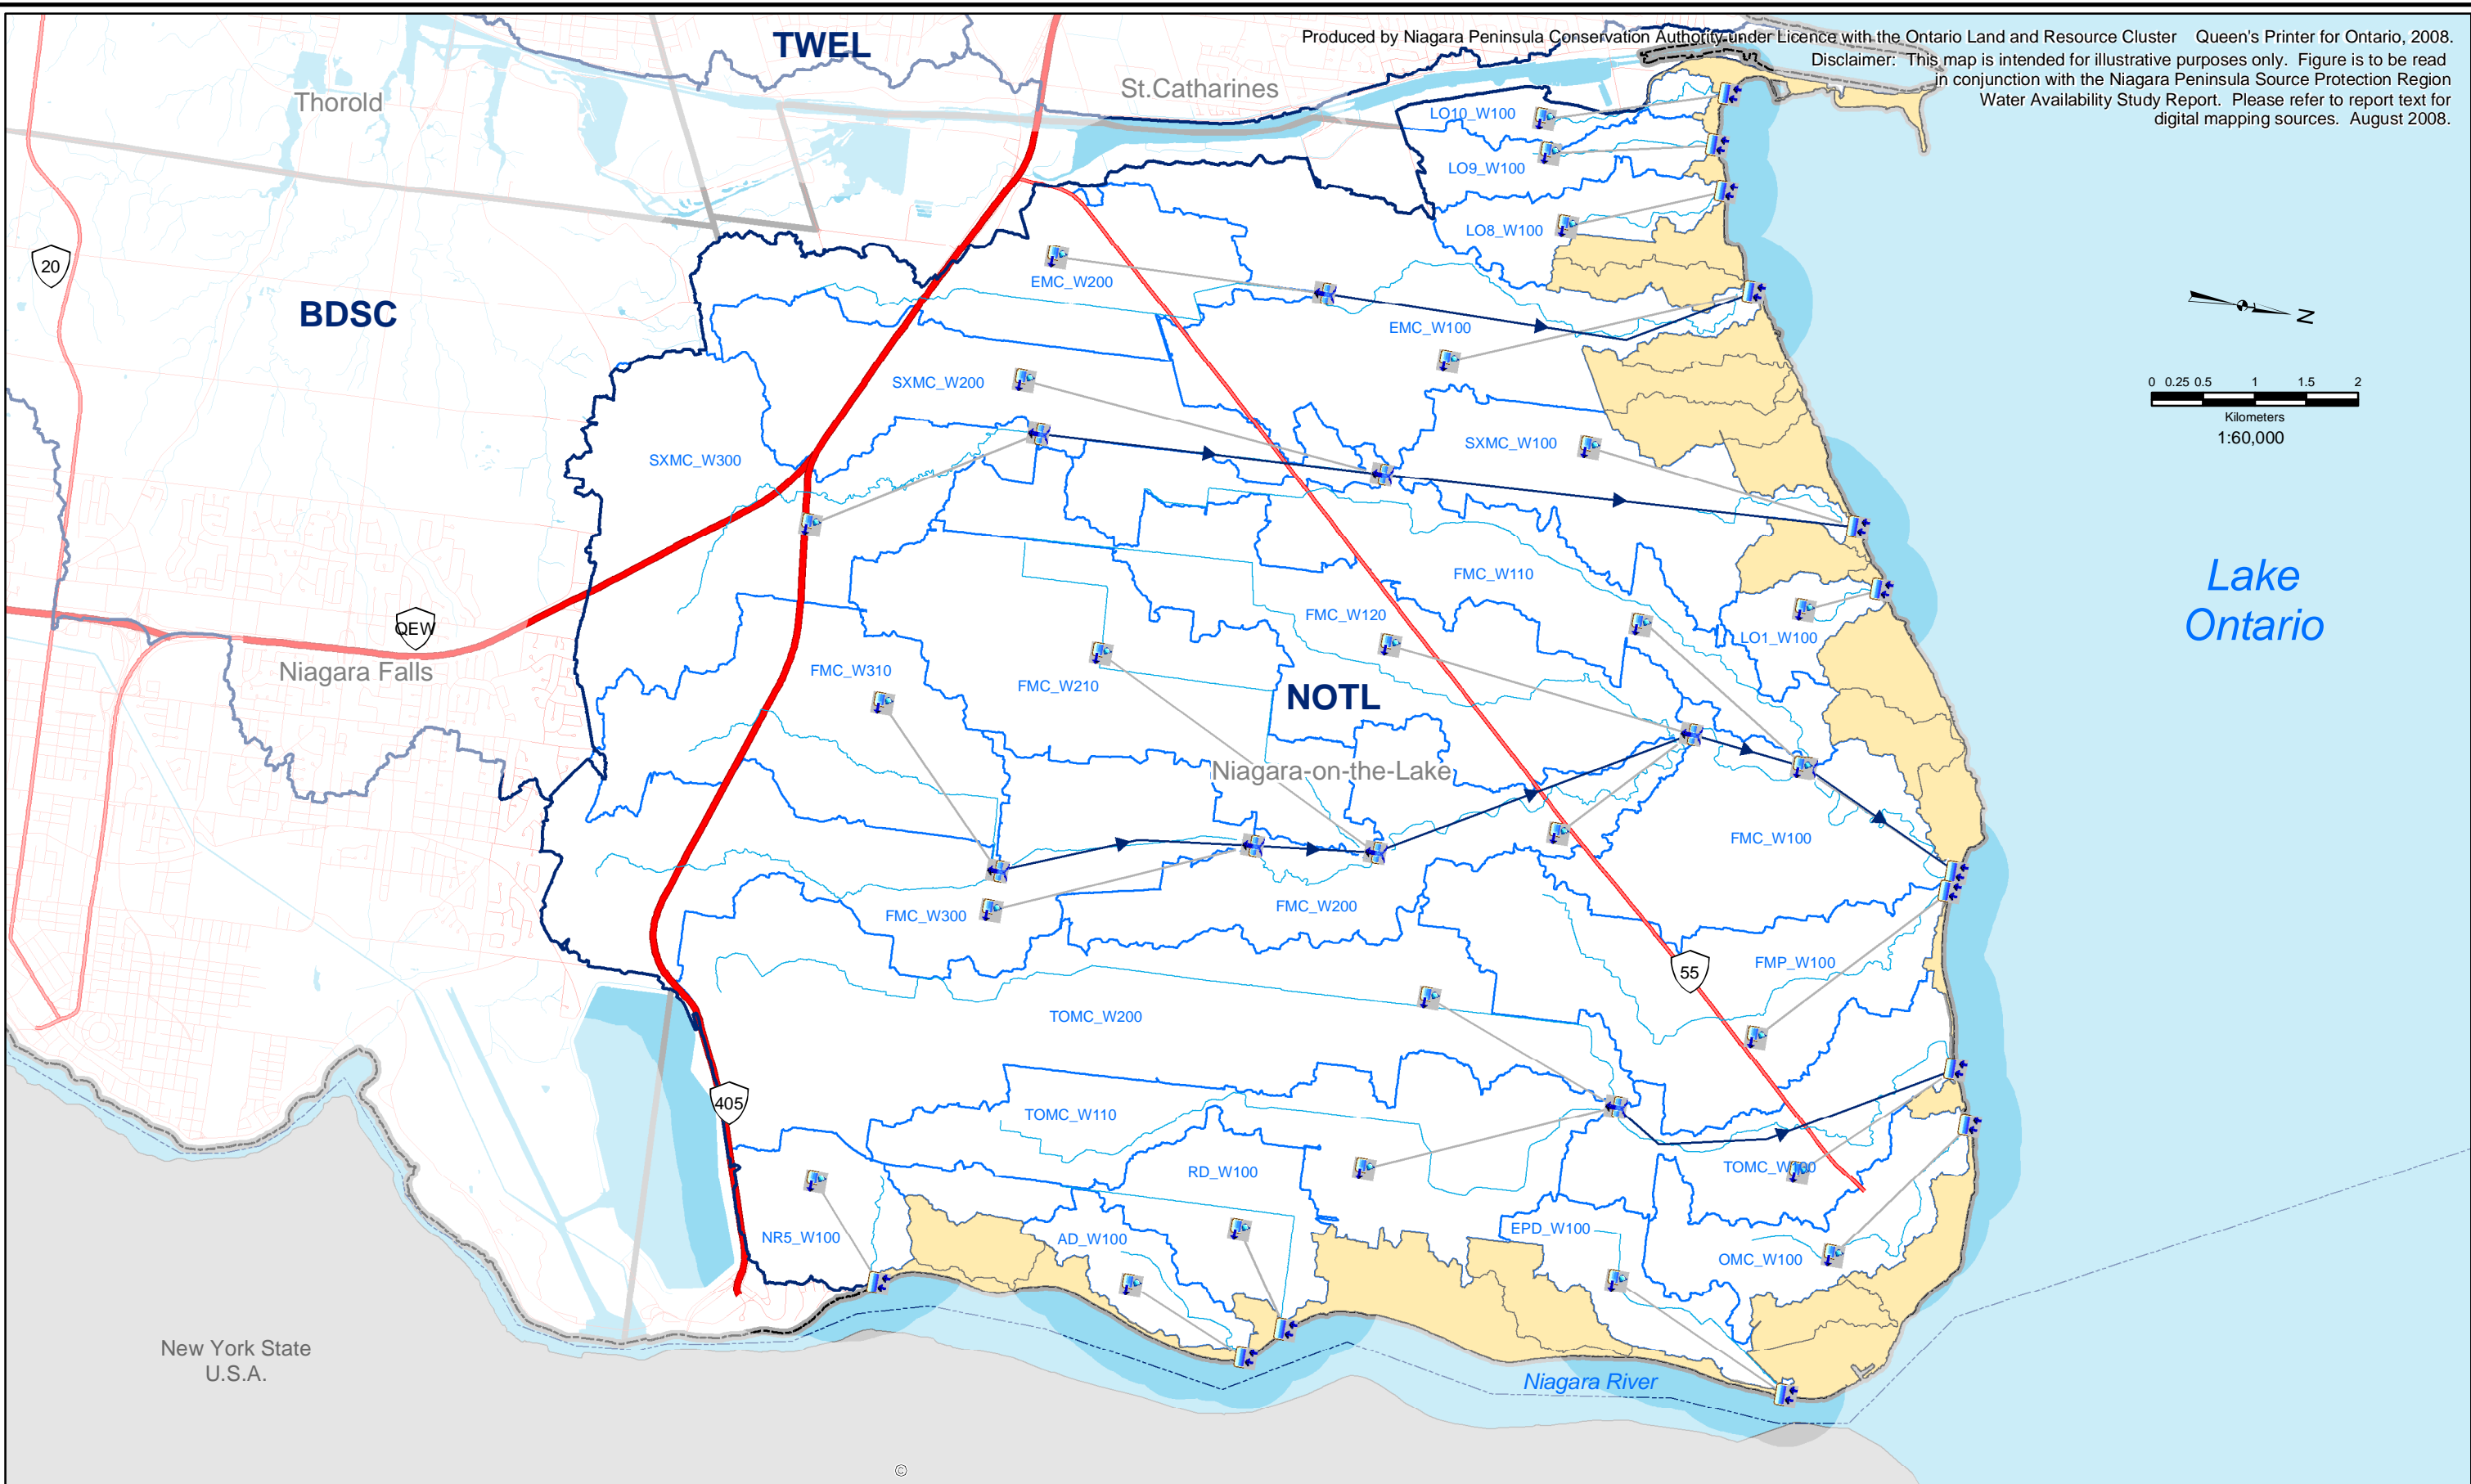 Produced by Niagara Peninsula Conservation Authority under Licence with the Ontario Land and Resource Cluster Queen's Printer for Ontario, 2008.
Disclaimer: This map is intended for illustrative purposes only. Figure is to be read
in conjunction with the Niagara Peninsula Source Protection Region
Water Availability Study Report. Please refer to report text for
digital mapping sources. August 2008.
TWEL
St.Catharines
Thorold
LO10_W100
LO9_W100
LO8_W100
20
EMC_W200
BDSC
EMC_W100
N
0 0.25 0.5 1 1.5 2
Kilometers
1:60,000
SXMC_W200
SXMC_W100
SXMC_W300
FMC_W110
Lake
Ontario
FMC_W120
QEW
LO1_W100
Niagara Falls
FMC_W310
FMC_W210
NOTL
Niagara-on-the-Lake
FMC_W100
FMC_W300
FMC_W200
FMP_W100
55
TOMC_W200
405
TOMC_W110
RD_W100
TOMC_W100
NR5_W100
AD_W100
EPD_W100
OMC_W100
New York State
U.S.A.
Niagara River
©